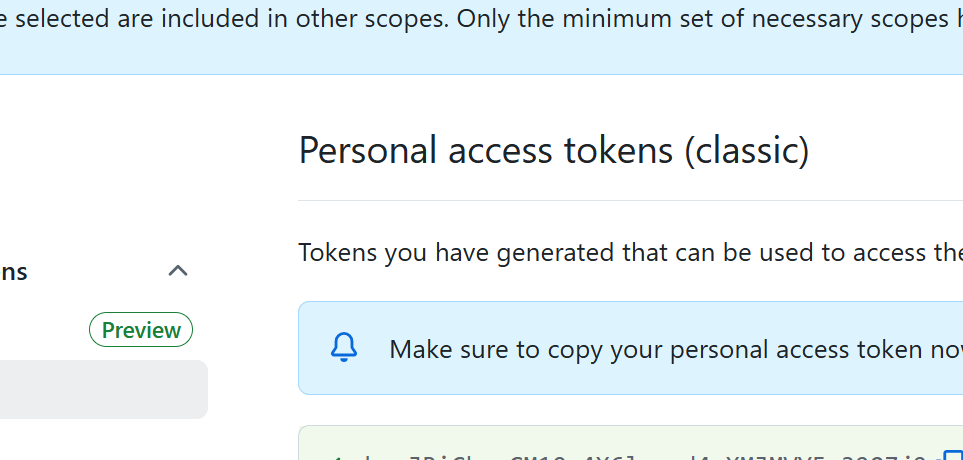 e selected are included in other scopes. Only the minimum set of necessary scopes h
Personal access tokens (classic)
Tokens you have generated that can be used to access the
ns
Preview
Make sure to copy your personal access token no